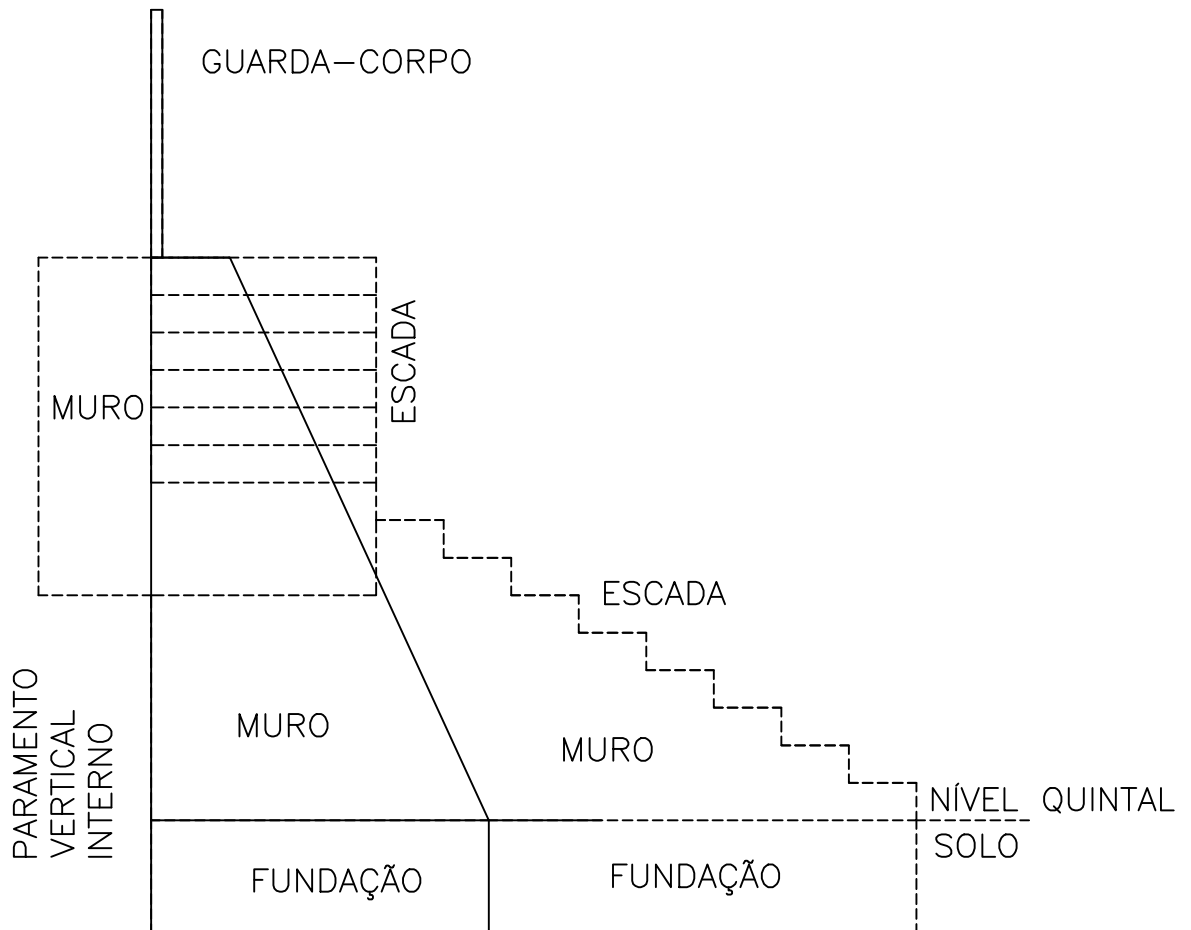 GUARDA-CORPO
ESCADA
MURO
ESCADA
PARAMENTO
VERTICAL
INTERNO
MURO
MURO
NÍVEL QUINTAL
SOLO
FUNDAÇÃO
FUNDAÇÃO